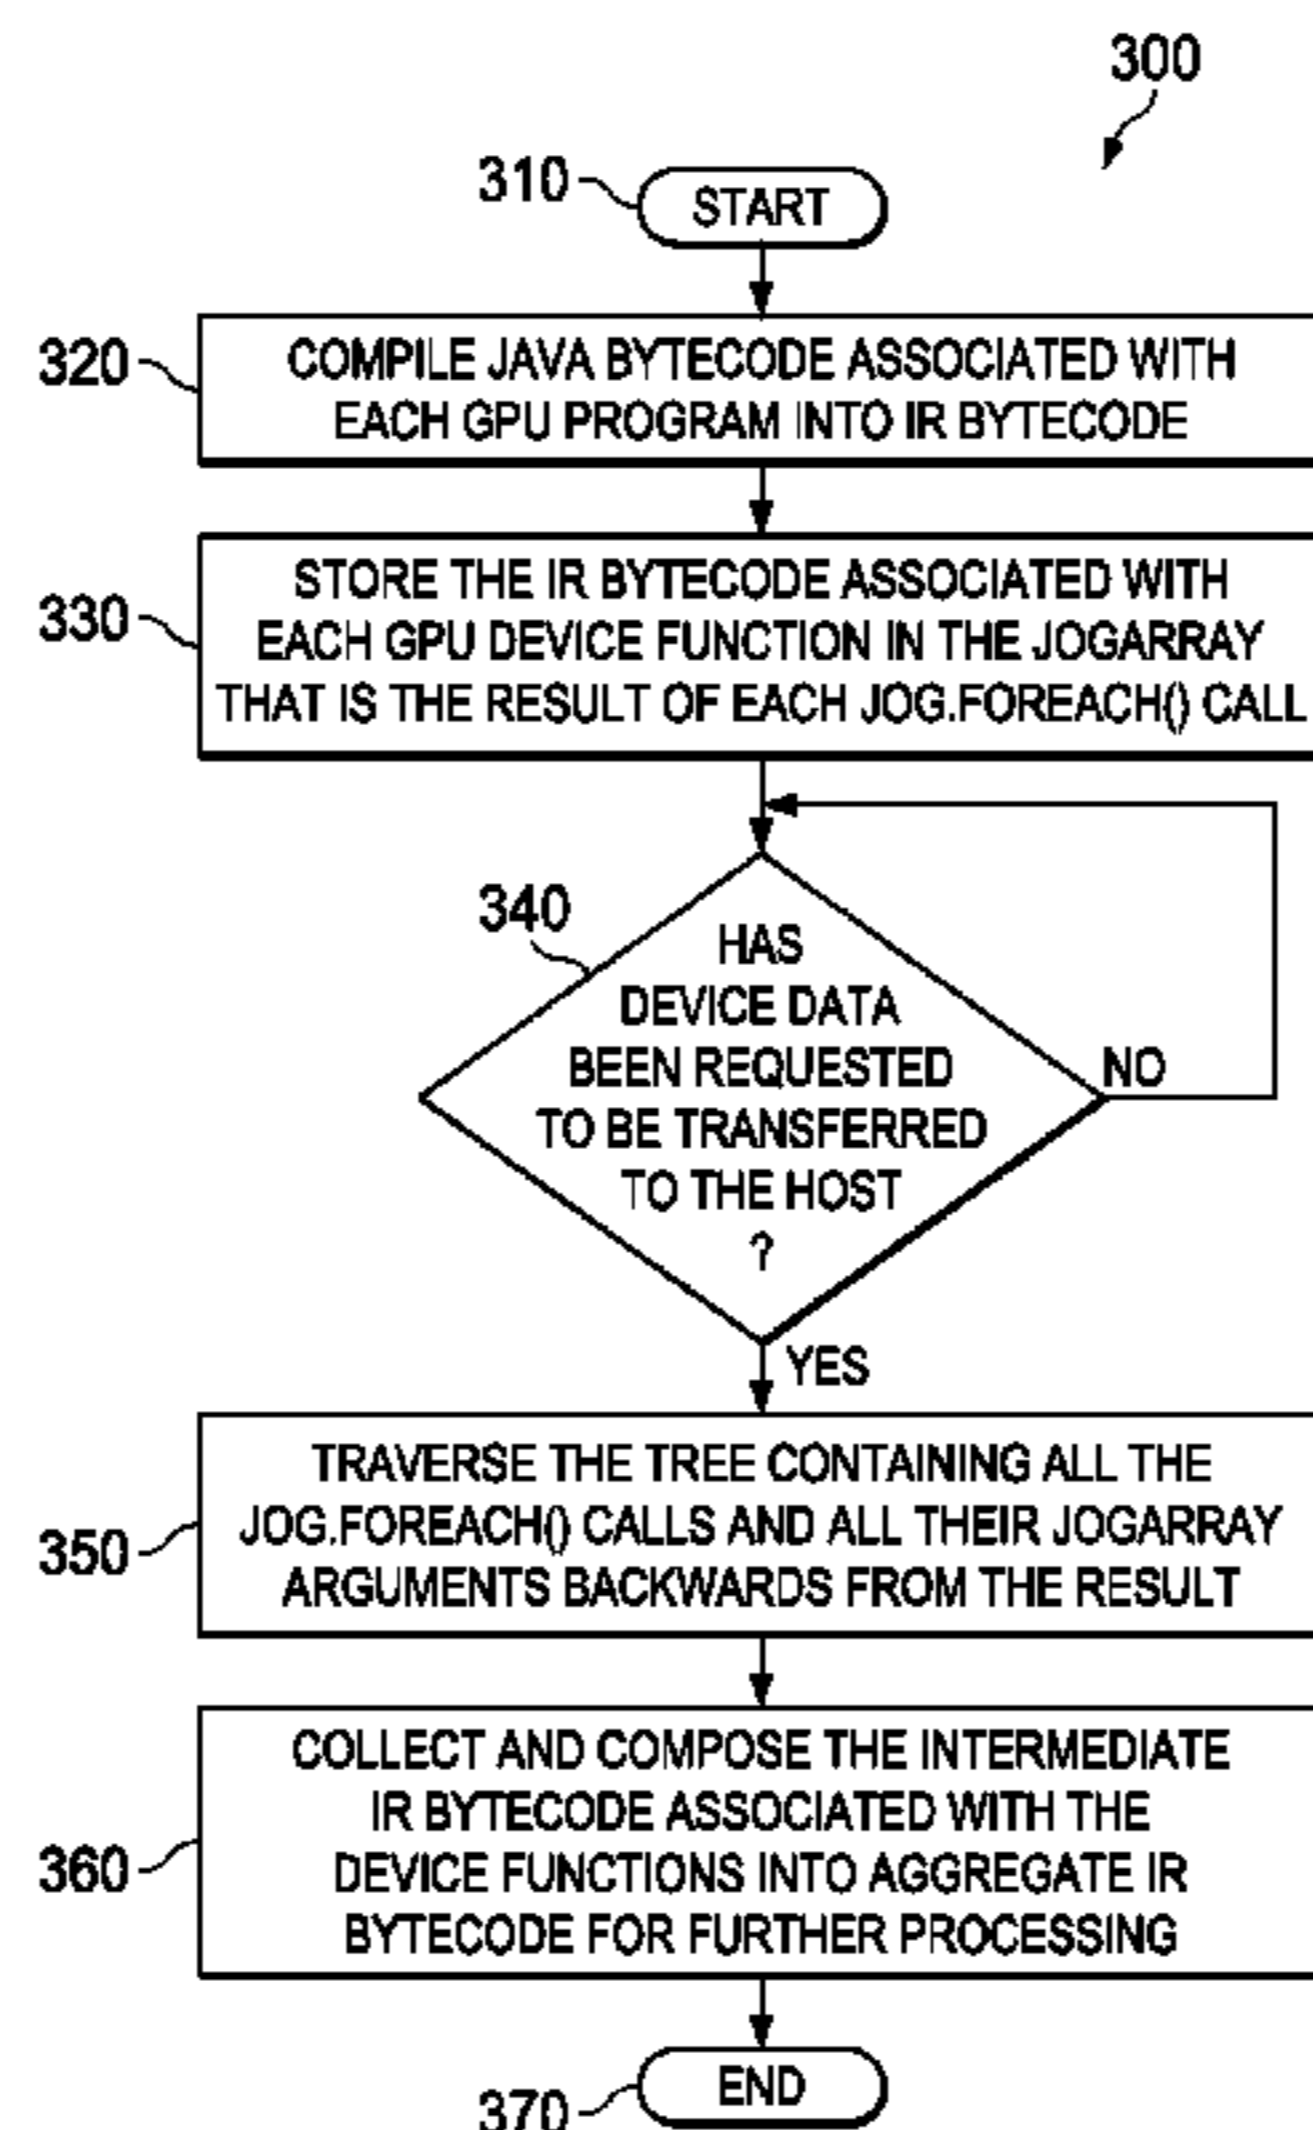 300
310
START
320
COMPILE JAVA BYTECODE ASSOCIATED WITH
EACH GPU PROGRAM INTO IR BYTECODE
330
STORE THE IR BYTECODE ASSOCIATED WITH
EACH GPU DEVICE FUNCTION IN THE JOGARRAY
THAT IS THE RESULT OF EACH JOG.FOREACH() CALL
340
HAS
DEVICE DATA
BEEN REQUESTED
TO BE TRANSFERRED
TO THE HOST
?
NO
YES
350
TRAVERSE THE TREE CONTAINING ALL THE
JOG.FOREACH() CALLS AND ALL THEIR JOGARRAY
ARGUMENTS BACKWARDS FROM THE RESULT
360
COLLECT AND COMPOSE THE INTERMEDIATE
IR BYTECODE ASSOCIATED WITH THE
DEVICE FUNCTIONS INTO AGGREGATE IR
BYTECODE FOR FURTHER PROCESSING
370
END